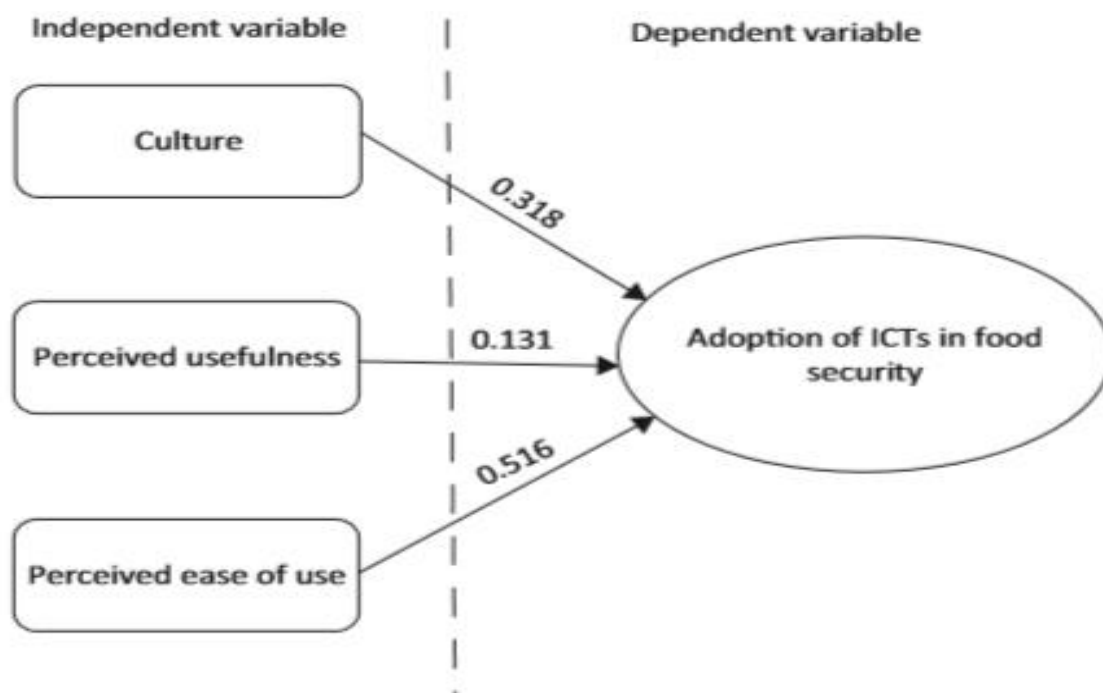 Independent variable
Dependent variable
Culture
0.318
Perceived usefulness
0.131
Adoption of ICTs in food
security
0.516
Perceived ease of use